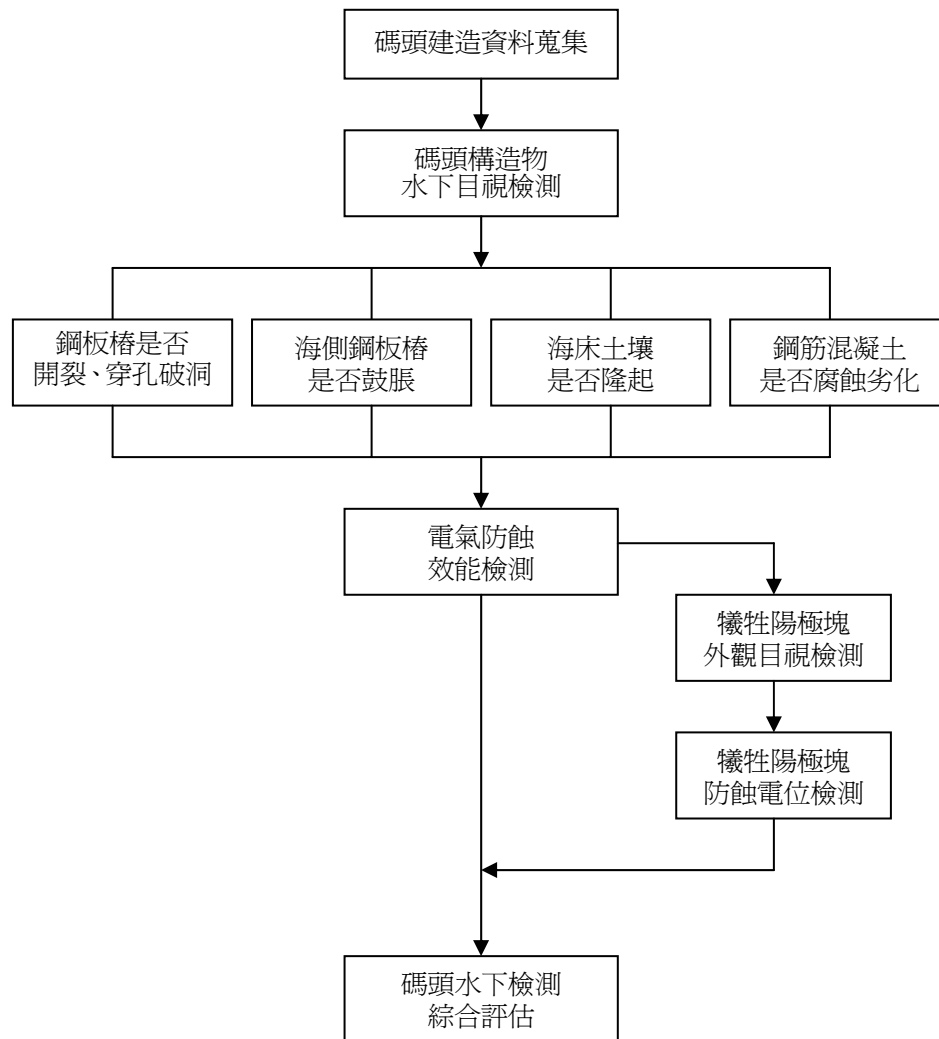 碼頭建造資料蒐集
碼頭構造物
水下目視檢測
鋼板樁是否
開裂、穿孔破洞
海側鋼板樁
是否鼓脹
海床土壤
是否隆起
鋼筋混凝土
是否腐蝕劣化
電氣防蝕
效能檢測
犧牲陽極塊
外觀目視檢測
犧牲陽極塊
防蝕電位檢測
碼頭水下檢測
綜合評估